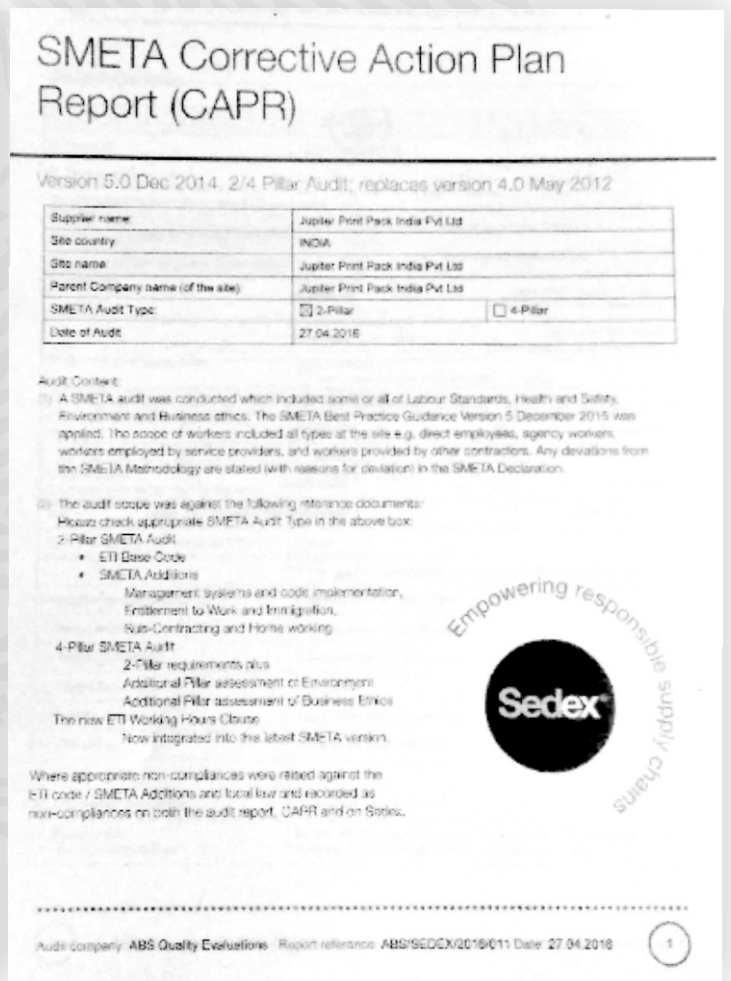 SMETA Corrective Action Plan
Report (CAPR)
Version 5.0 Dec 2014, 2/4 Pillar Audit; replaces version 4.0 May 2012
Supplier name: Jupiter Print Pack India Pvt Ltd
Site country: INDIA
Site name: Jupiter Print Pack India Pvt Ltd
Parent Company name (of the site): Jupiter Print Pack India Pvt Ltd
SMETA Audit Type: 2-Pillar 4-Pillar
Date of Audit 27.04.2016
Audit Content:
(1) A SMETA audit was conducted which included some or all of Labour Standards, Health and Safety,
Environment and Business ethics. The SMETA Best Practice Guidance Version 5 December 2015 was
applied. The scope of workers included all types at the site e.g. direct employees, agency workers,
workers employed by service providers, and workers provided by other contractors. Any deviations from
the SMETA Methodology are stated (with reasons for deviation) in the SMETA Declaration.
(2) The audit scope was against the following reference documents:
Please check appropriate SMETA Audit Type in the above box:
2-Pillar SMETA Audit
• ETI Base Code
• SMETA Additions
Management systems and code implementation,
Entitlement to Work and Immigration,
Sub-Contracting and Home working
4-Pillar SMETA Audit
2-Pillar requirements plus
Additional Pillar assessment of Environment
Additional Pillar assessment of Business Ethics
The new ETI Working Hours Clause
Now integrated into this latest SMETA version.
Where appropriate non-compliances were raised against the
ETI code / SMETA Additions and local law and recorded as
non-compliances on both the audit report, CAPR and on Sedex.
Empowering responsible supply chains
Sedex
Audit company: ABS Quality Evaluations Report reference: ABS/SEDEX/2016/011 Date: 27.04.2016
1